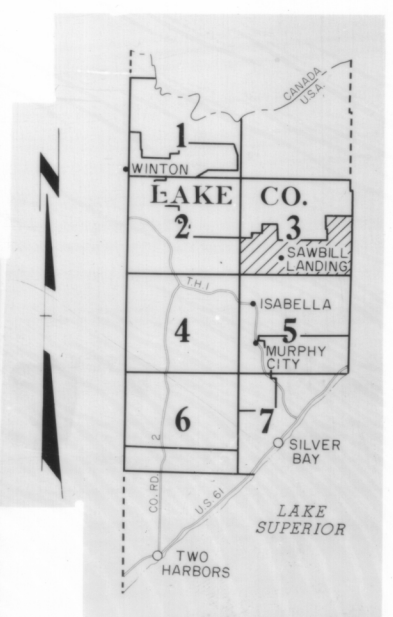 CANADA
U.S.A.
1
WINTON
LAKE CO.
2
3
SAWBILL
LANDING
T.H. 1
ISABELLA
4
5
MURPHY
CITY
6
7
CO. RD. 2
SILVER
BAY
U.S. 61
LAKE
SUPERIOR
TWO
HARBORS
N